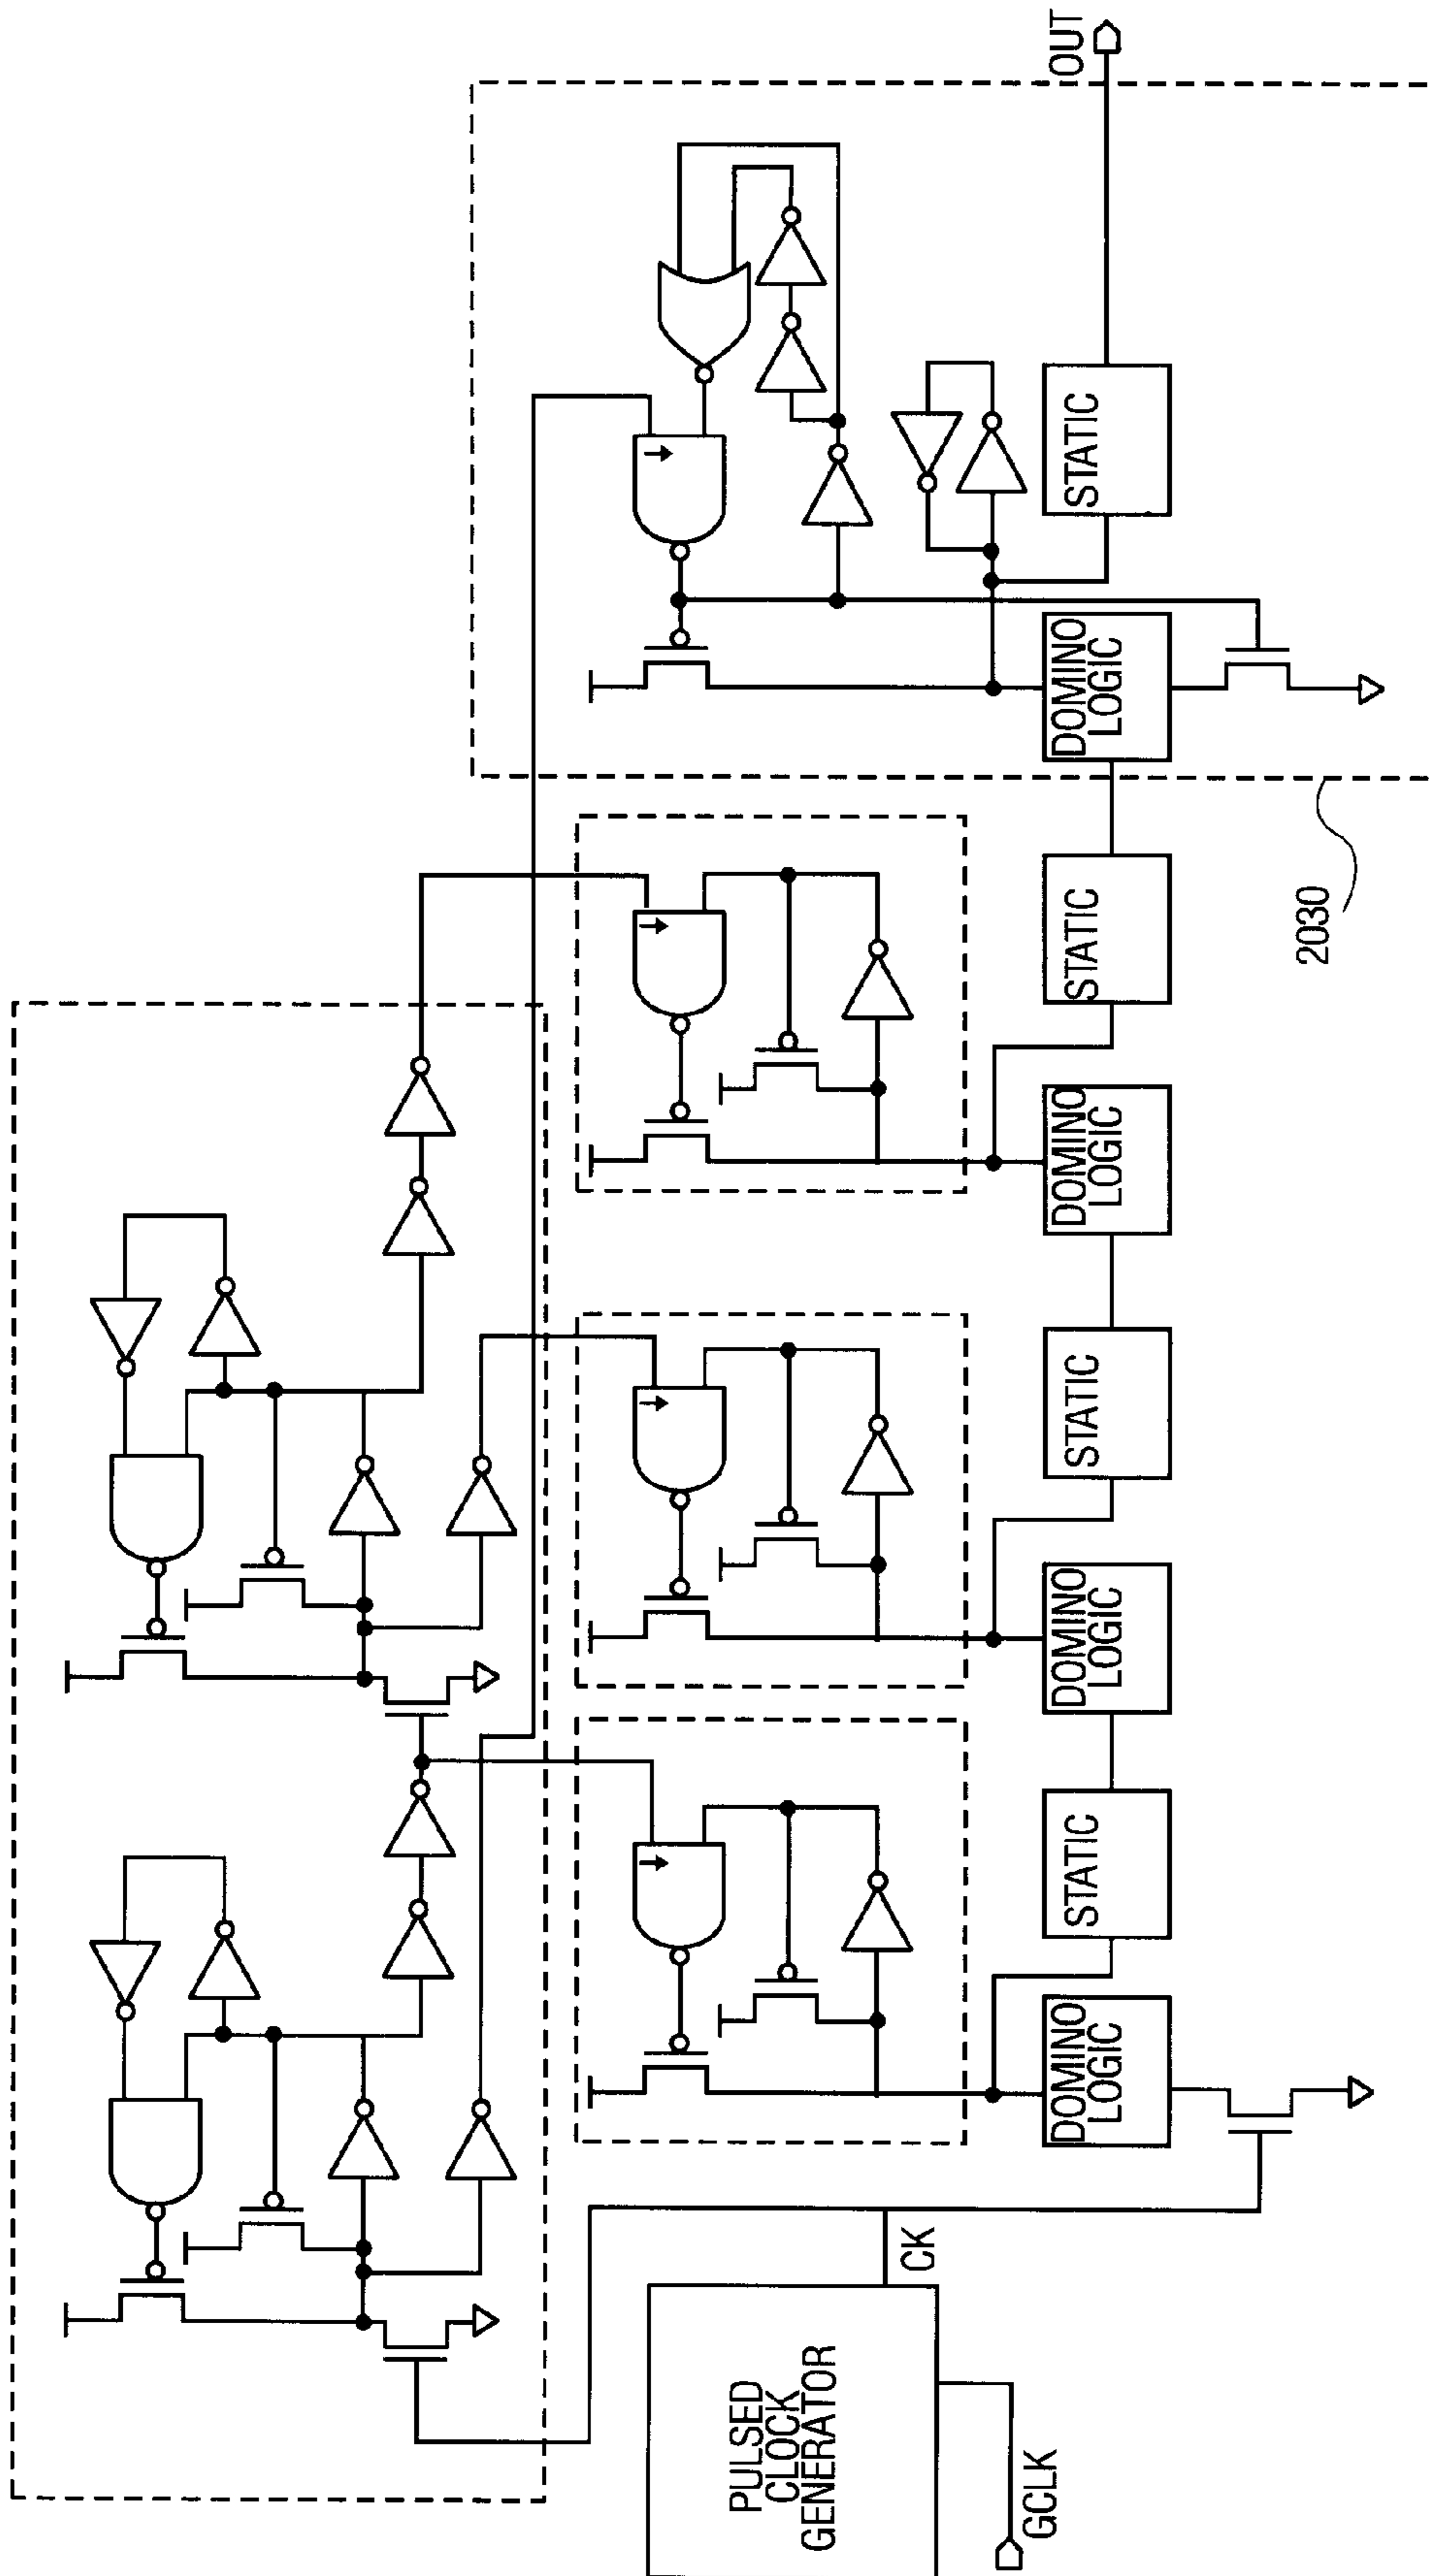 PULSED
CLOCK
GENERATOR
GCLK
CK
DOMINO
LOGIC
STATIC
DOMINO
LOGIC
STATIC
DOMINO
LOGIC
STATIC
DOMINO
LOGIC
STATIC
OUT
2030